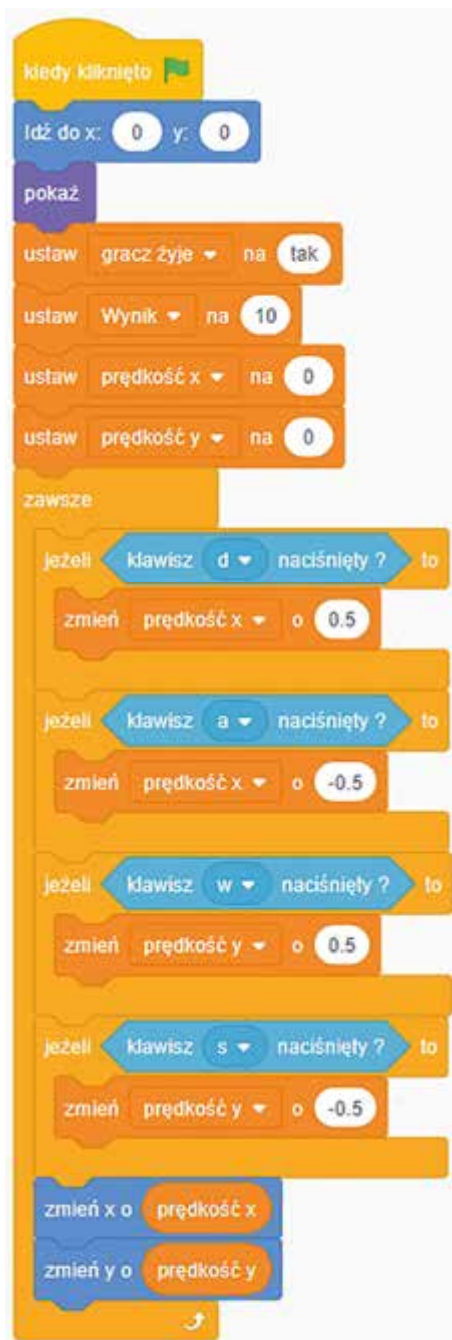 kiedy kliknięto
Idź do x: 0 y: 0
pokaż
ustaw gracz żyje na tak
ustaw Wynik na 10
ustaw prędkość x na 0
ustaw prędkość y na 0
zawsze
jeżeli klawisz d naciśnięty ? to
zmień prędkość x o 0.5
jeżeli klawisz a naciśnięty ? to
zmień prędkość x o -0.5
jeżeli klawisz w naciśnięty ? to
zmień prędkość y o 0.5
jeżeli klawisz s naciśnięty ? to
zmień prędkość y o -0.5
zmień x o prędkość x
zmień y o prędkość y